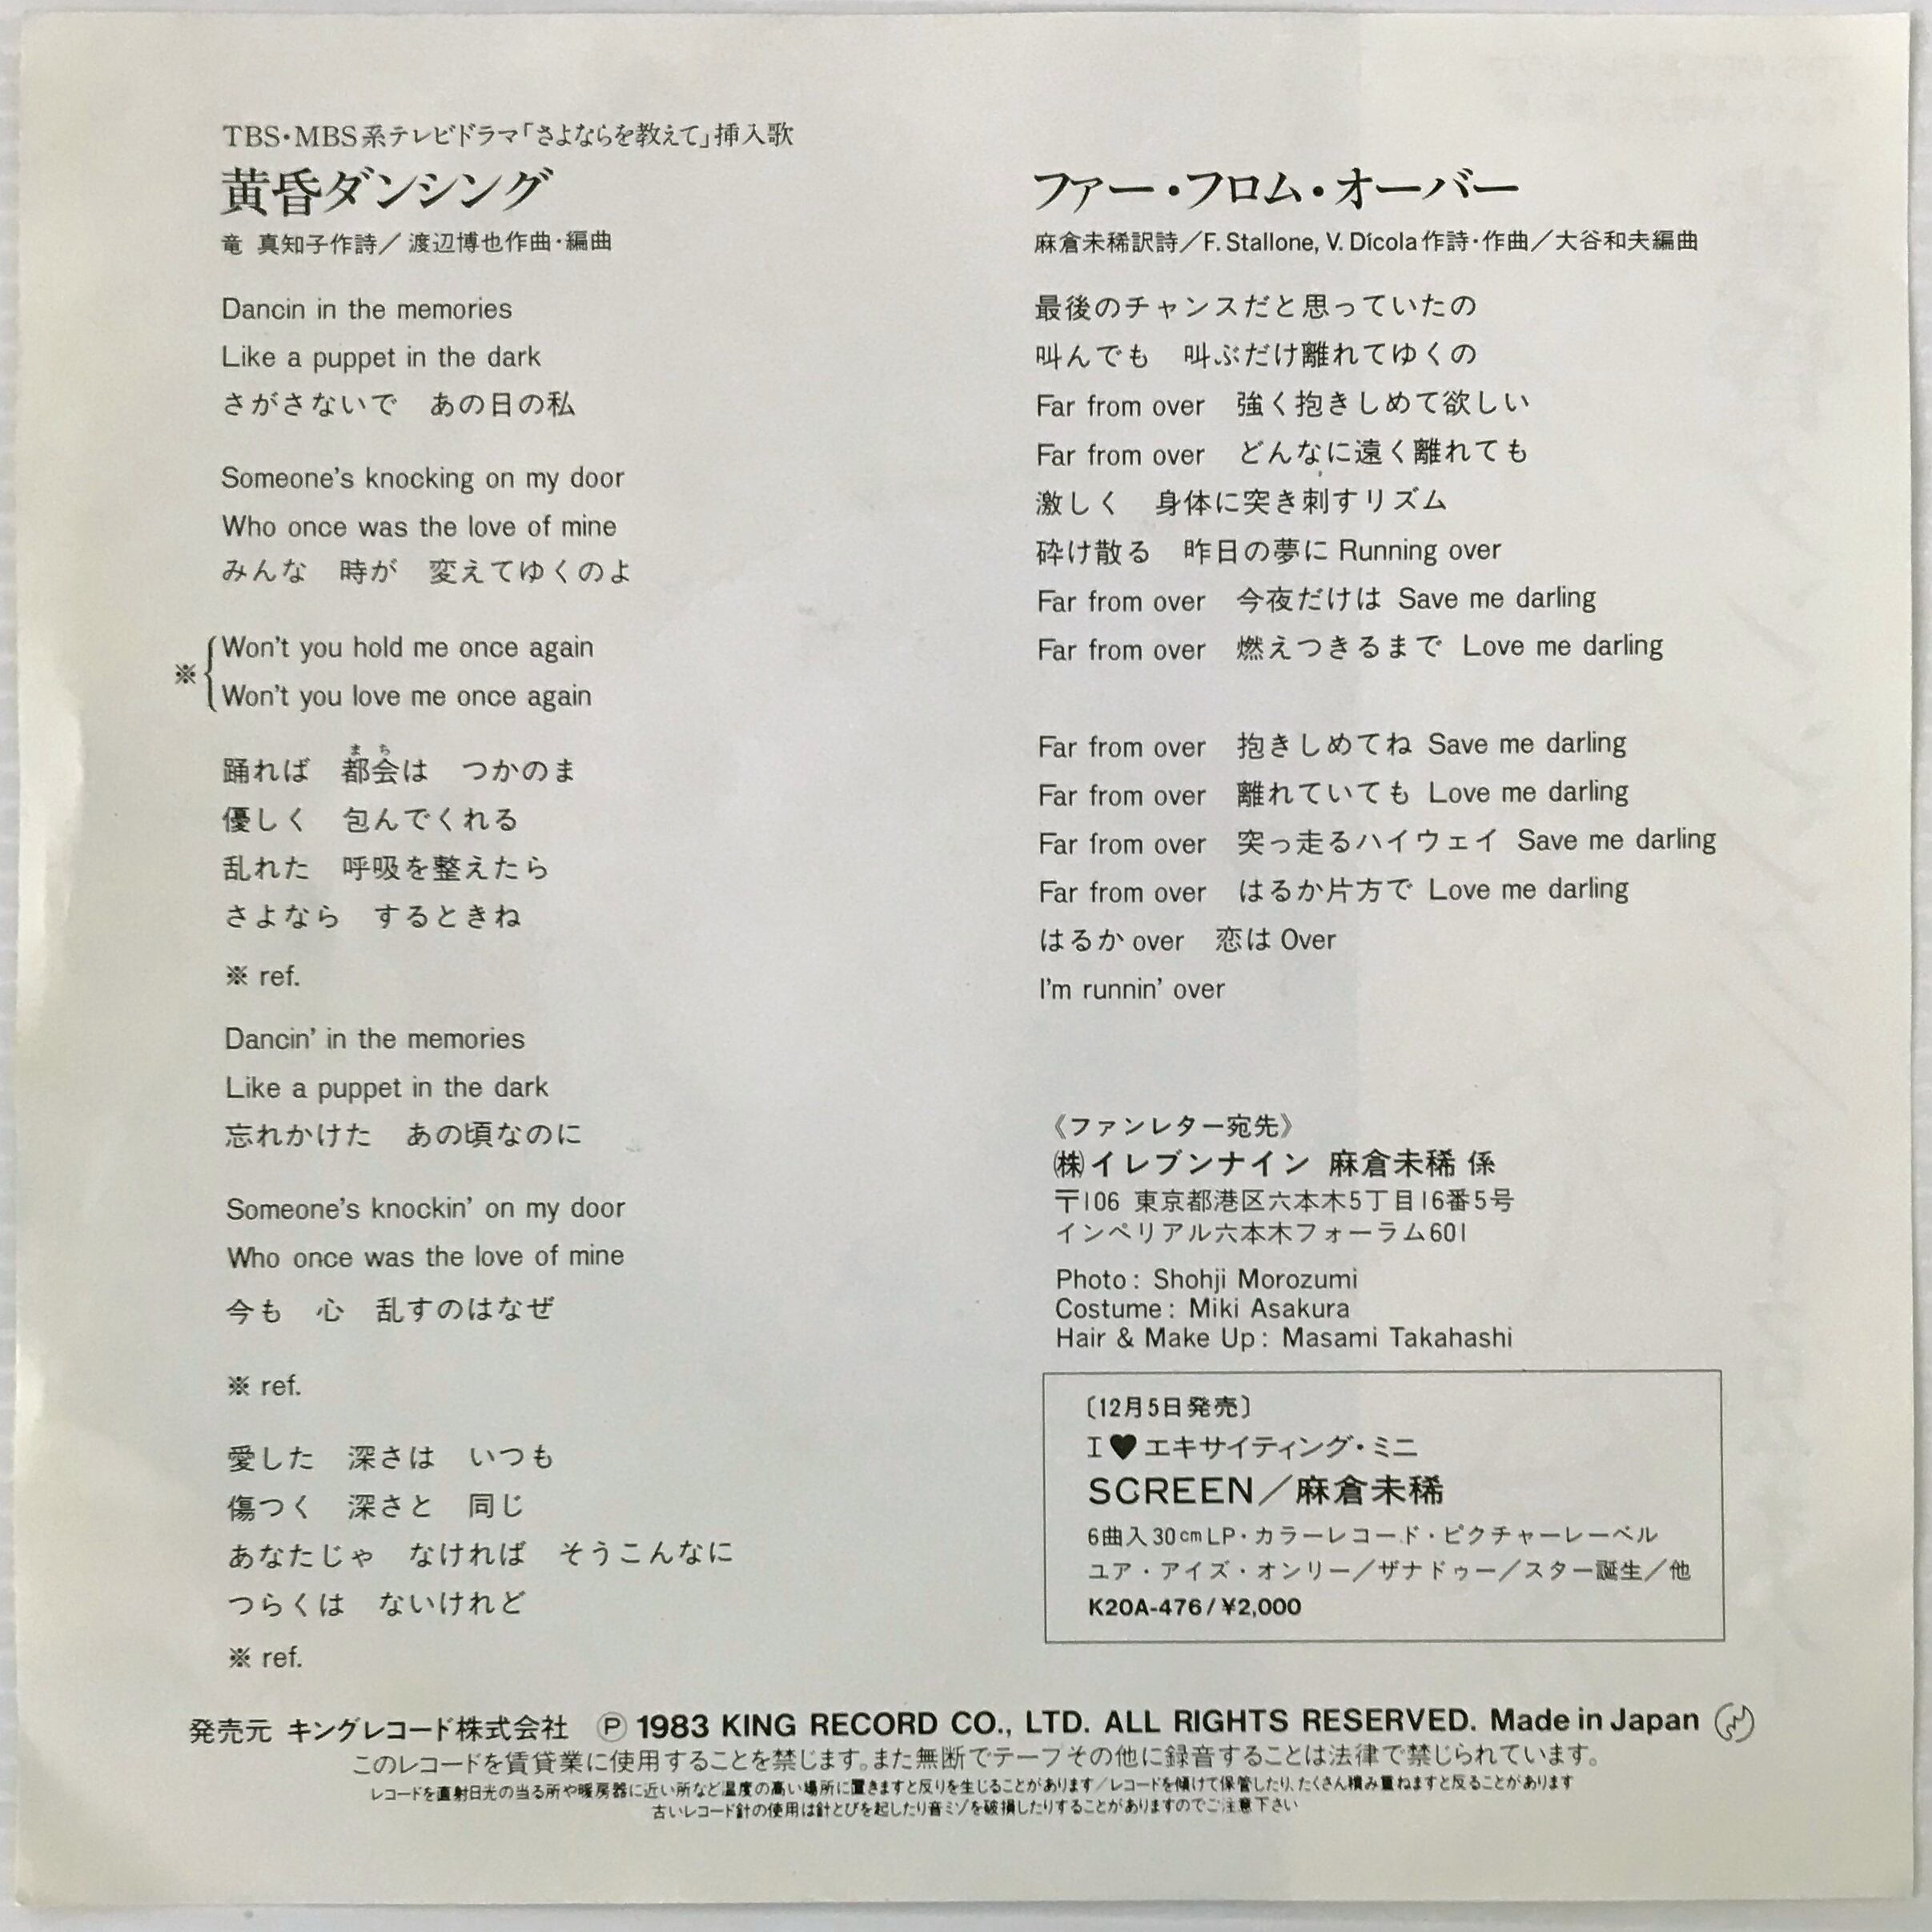 TBS・MBS系テレビドラマ「さよならを教えて」挿入歌
黄昏ダンシング
竜 真知子作詩／渡辺博也作曲・編曲
Dancin in the memories
Like a puppet in the dark
さがさないで　あの日の私
Someone's knocking on my door
Who once was the love of mine
みんな　時が　変えてゆくのよ
※ Won't you hold me once again
Won't you love me once again
まち
踊れば　都会は　つかのま
優しく　包んでくれる
乱れた　呼吸を整えたら
さよなら　するときね
※ ref.
Dancin' in the memories
Like a puppet in the dark
忘れかけた　あの頃なのに
Someone's knockin' on my door
Who once was the love of mine
今も　心　乱すのはなぜ
※ ref.
愛した　深さは　いつも
傷つく　深さと　同じ
あなたじゃ　なければ　そうこんなに
つらくは　ないけれど
※ ref.
ファー・フロム・オーバー
麻倉未稀訳詩／F. Stallone, V. Dicola作詩・作曲／大谷和夫編曲
最後のチャンスだと思っていたの
叫んでも　叫ぶだけ離れてゆくの
Far from over　強く抱きしめて欲しい
Far from over　どんなに遠く離れても
激しく　身体に突き刺すリズム
砕け散る　昨日の夢に Running over
Far from over　今夜だけは Save me darling
Far from over　燃えつきるまで Love me darling
Far from over　抱きしめてね Save me darling
Far from over　離れていても Love me darling
Far from over　突っ走るハイウェイ Save me darling
Far from over　はるか片方で Love me darling
はるか over　恋は Over
I'm runnin' over
《ファンレター宛先》
㈱イレブンナイン 麻倉未稀 係
〒106 東京都港区六本木5丁目16番5号
インペリアル六本木フォーラム601
Photo : Shohji Morozumi
Costume : Miki Asakura
Hair & Make Up : Masami Takahashi
〔12月5日発売〕
I♥エキサイティング・ミニ
SCREEN／麻倉未稀
6曲入30cmLP・カラーレコード・ピクチャーレーベル
ユア・アイズ・オンリー／ザナドゥー／スター誕生／他
K20A-476/¥2,000
発売元 キングレコード株式会社 Ⓟ 1983 KING RECORD CO., LTD. ALL RIGHTS RESERVED. Made in Japan
このレコードを賃貸業に使用することを禁じます。また無断でテープその他に録音することは法律で禁じられています。
レコードを直射日光の当る所や暖房器に近い所など温度の高い場所に置きますと反りを生じることがあります／レコードを傾けて保管したり、たくさん積み重ねますと反ることがあります
古いレコード針の使用は針とびを起したり音ミゾを破損したりすることがありますのでご注意下さい